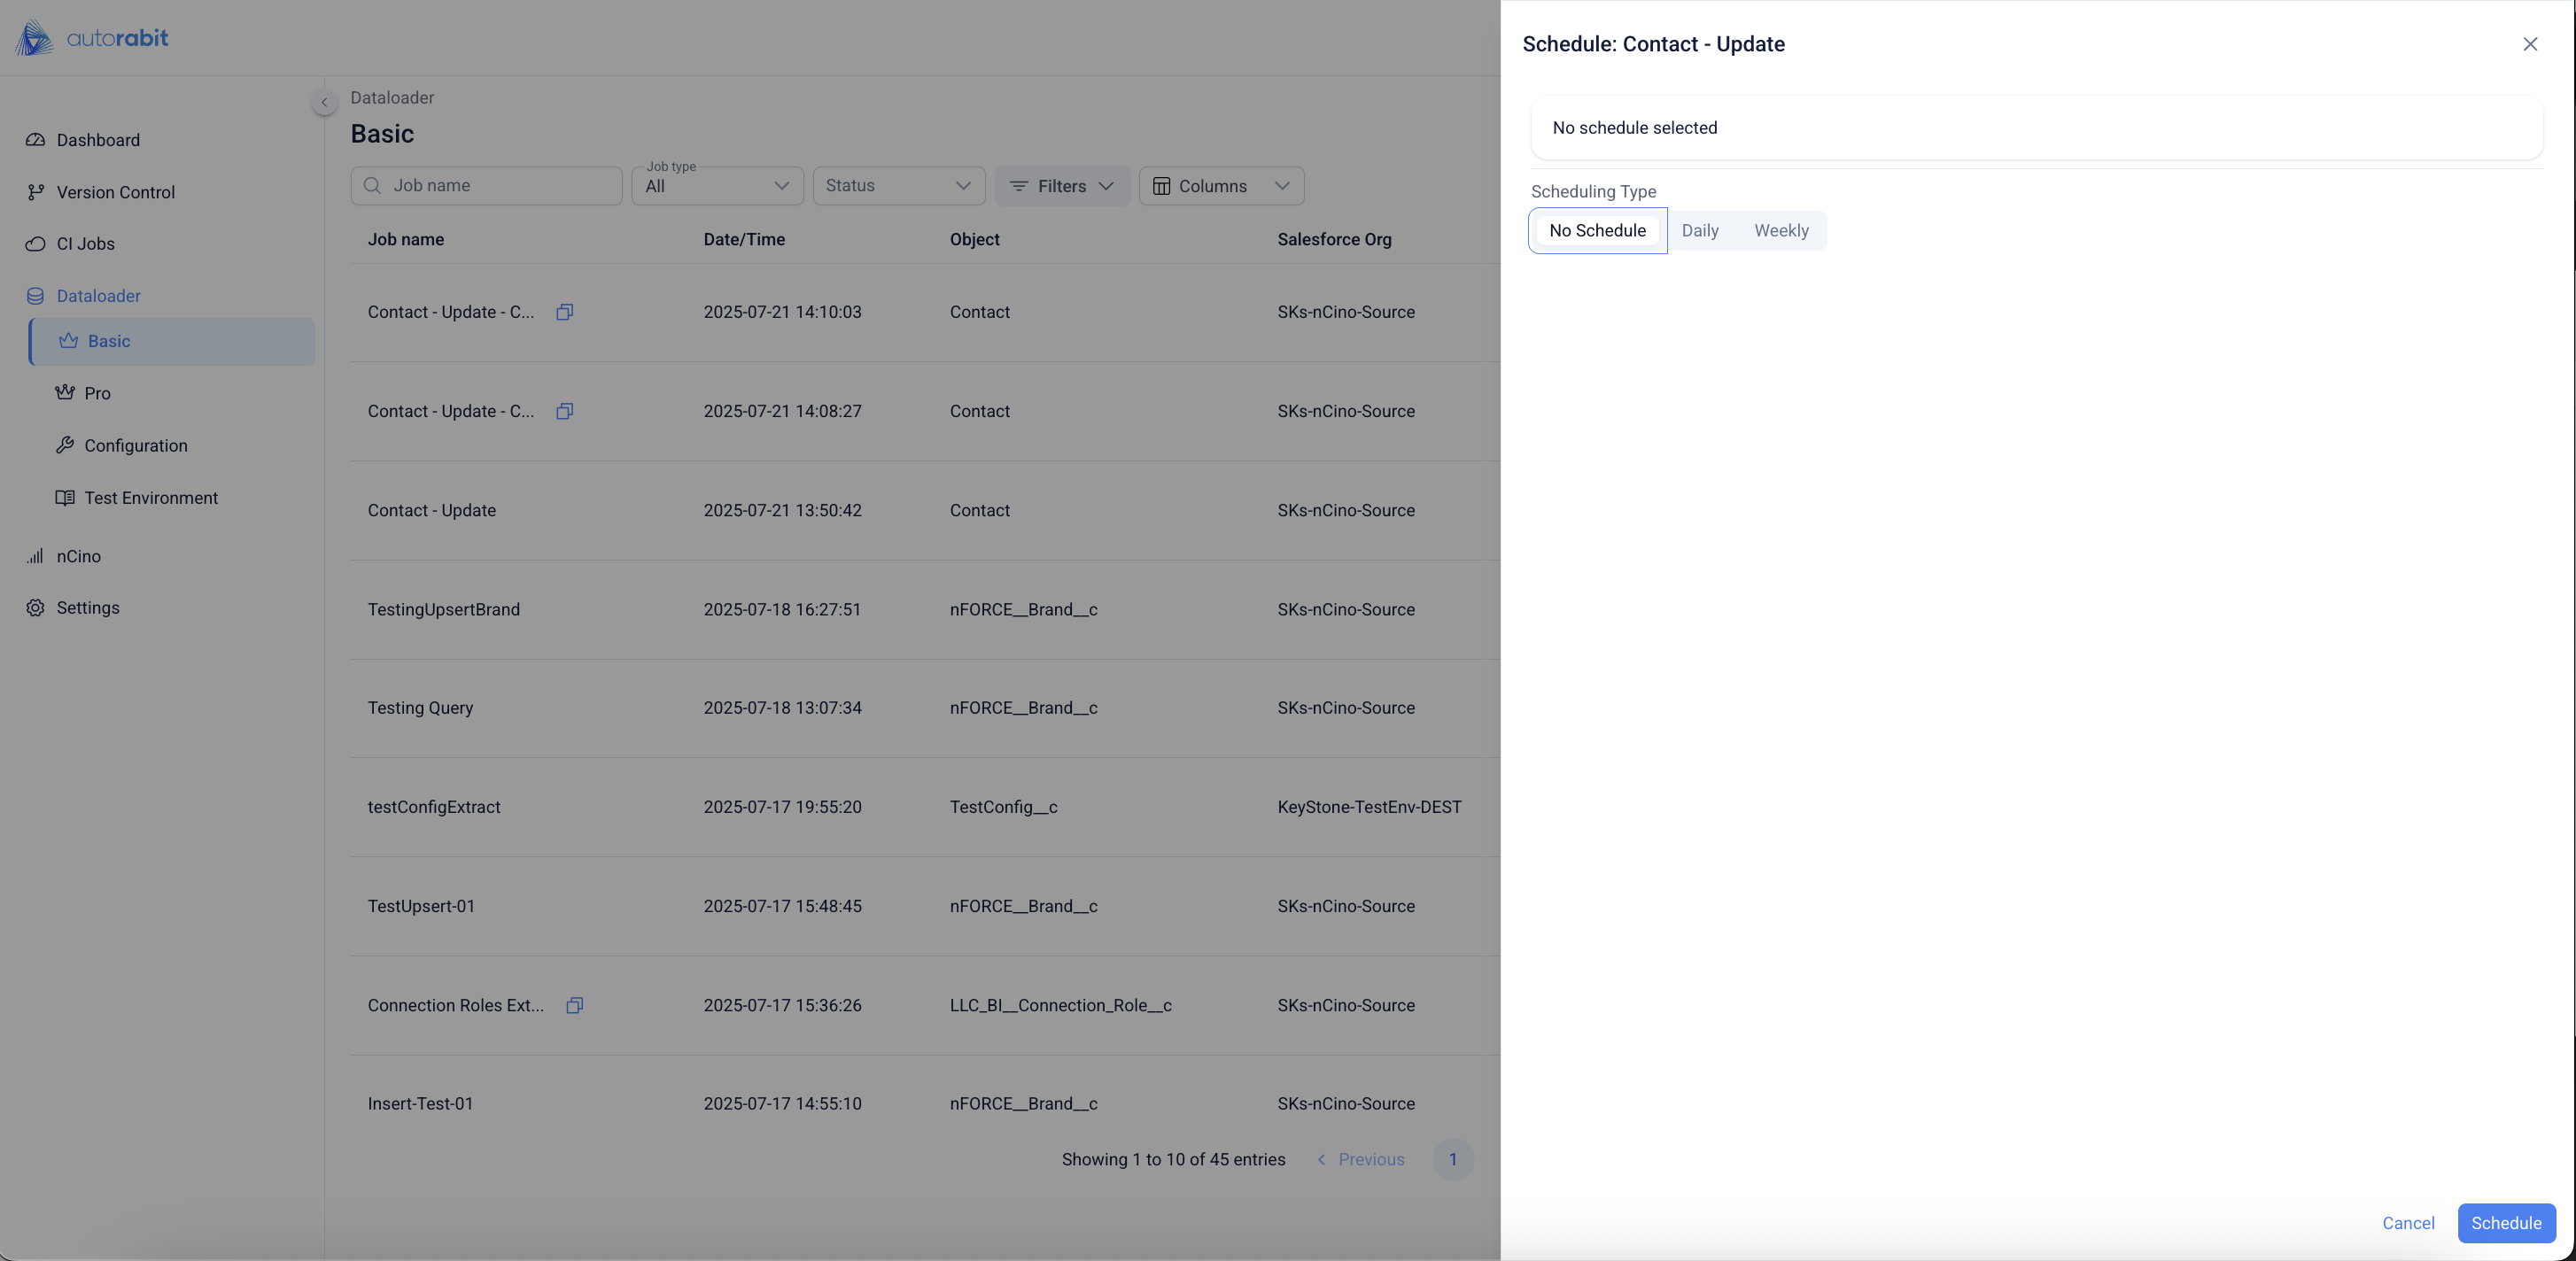 autorabit
Dashboard
Version Control
CI Jobs
Dataloader
Basic
Pro
Configuration
Test Environment
nCino
Settings
Dataloader
Basic
Job name
Job type
All
Status
Filters
Columns
Job name Date/Time Object Salesforce Org
Contact - Update - C... 2025-07-21 14:10:03 Contact SKs-nCino-Source
Contact - Update - C... 2025-07-21 14:08:27 Contact SKs-nCino-Source
Contact - Update 2025-07-21 13:50:42 Contact SKs-nCino-Source
TestingUpsertBrand 2025-07-18 16:27:51 nFORCE__Brand__c SKs-nCino-Source
Testing Query 2025-07-18 13:07:34 nFORCE__Brand__c SKs-nCino-Source
testConfigExtract 2025-07-17 19:55:20 TestConfig__c KeyStone-TestEnv-DEST
TestUpsert-01 2025-07-17 15:48:45 nFORCE__Brand__c SKs-nCino-Source
Connection Roles Ext... 2025-07-17 15:36:26 LLC_BI__Connection_Role__c SKs-nCino-Source
Insert-Test-01 2025-07-17 14:55:10 nFORCE__Brand__c SKs-nCino-Source
Showing 1 to 10 of 45 entries Previous 1
Schedule: Contact - Update
No schedule selected
Scheduling Type
No Schedule Daily Weekly
Cancel Schedule